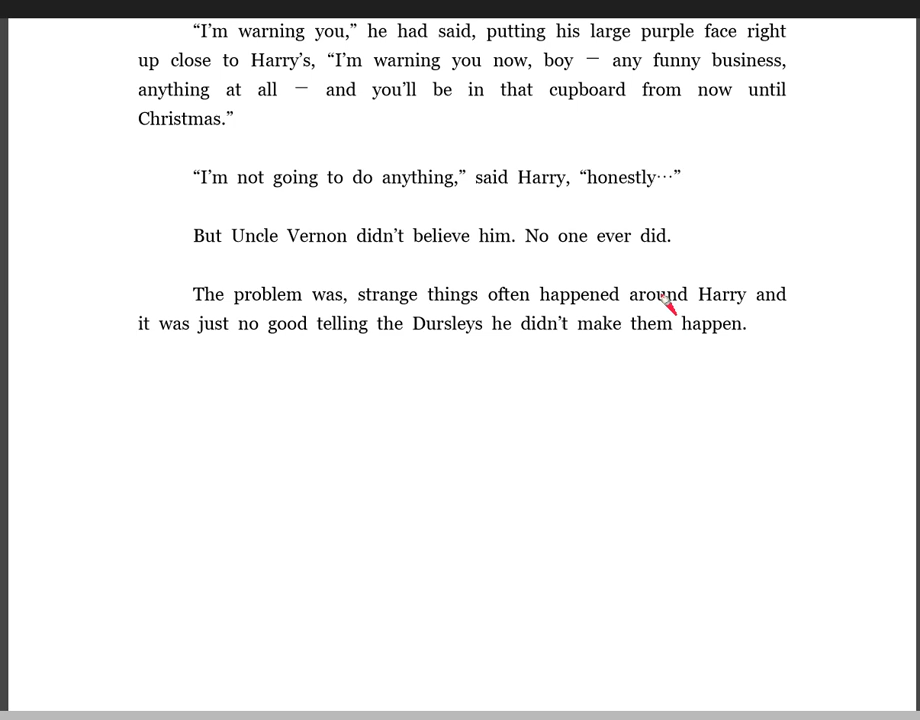 “I’m warning you,” he had said, putting his large purple face right
up close to Harry’s, “I’m warning you now, boy — any funny business,
anything at all — and you’ll be in that cupboard from now until
Christmas.”
“I’m not going to do anything,” said Harry, “honestly…”
But Uncle Vernon didn’t believe him. No one ever did.
The problem was, strange things often happened around Harry and
it was just no good telling the Dursleys he didn’t make them happen.